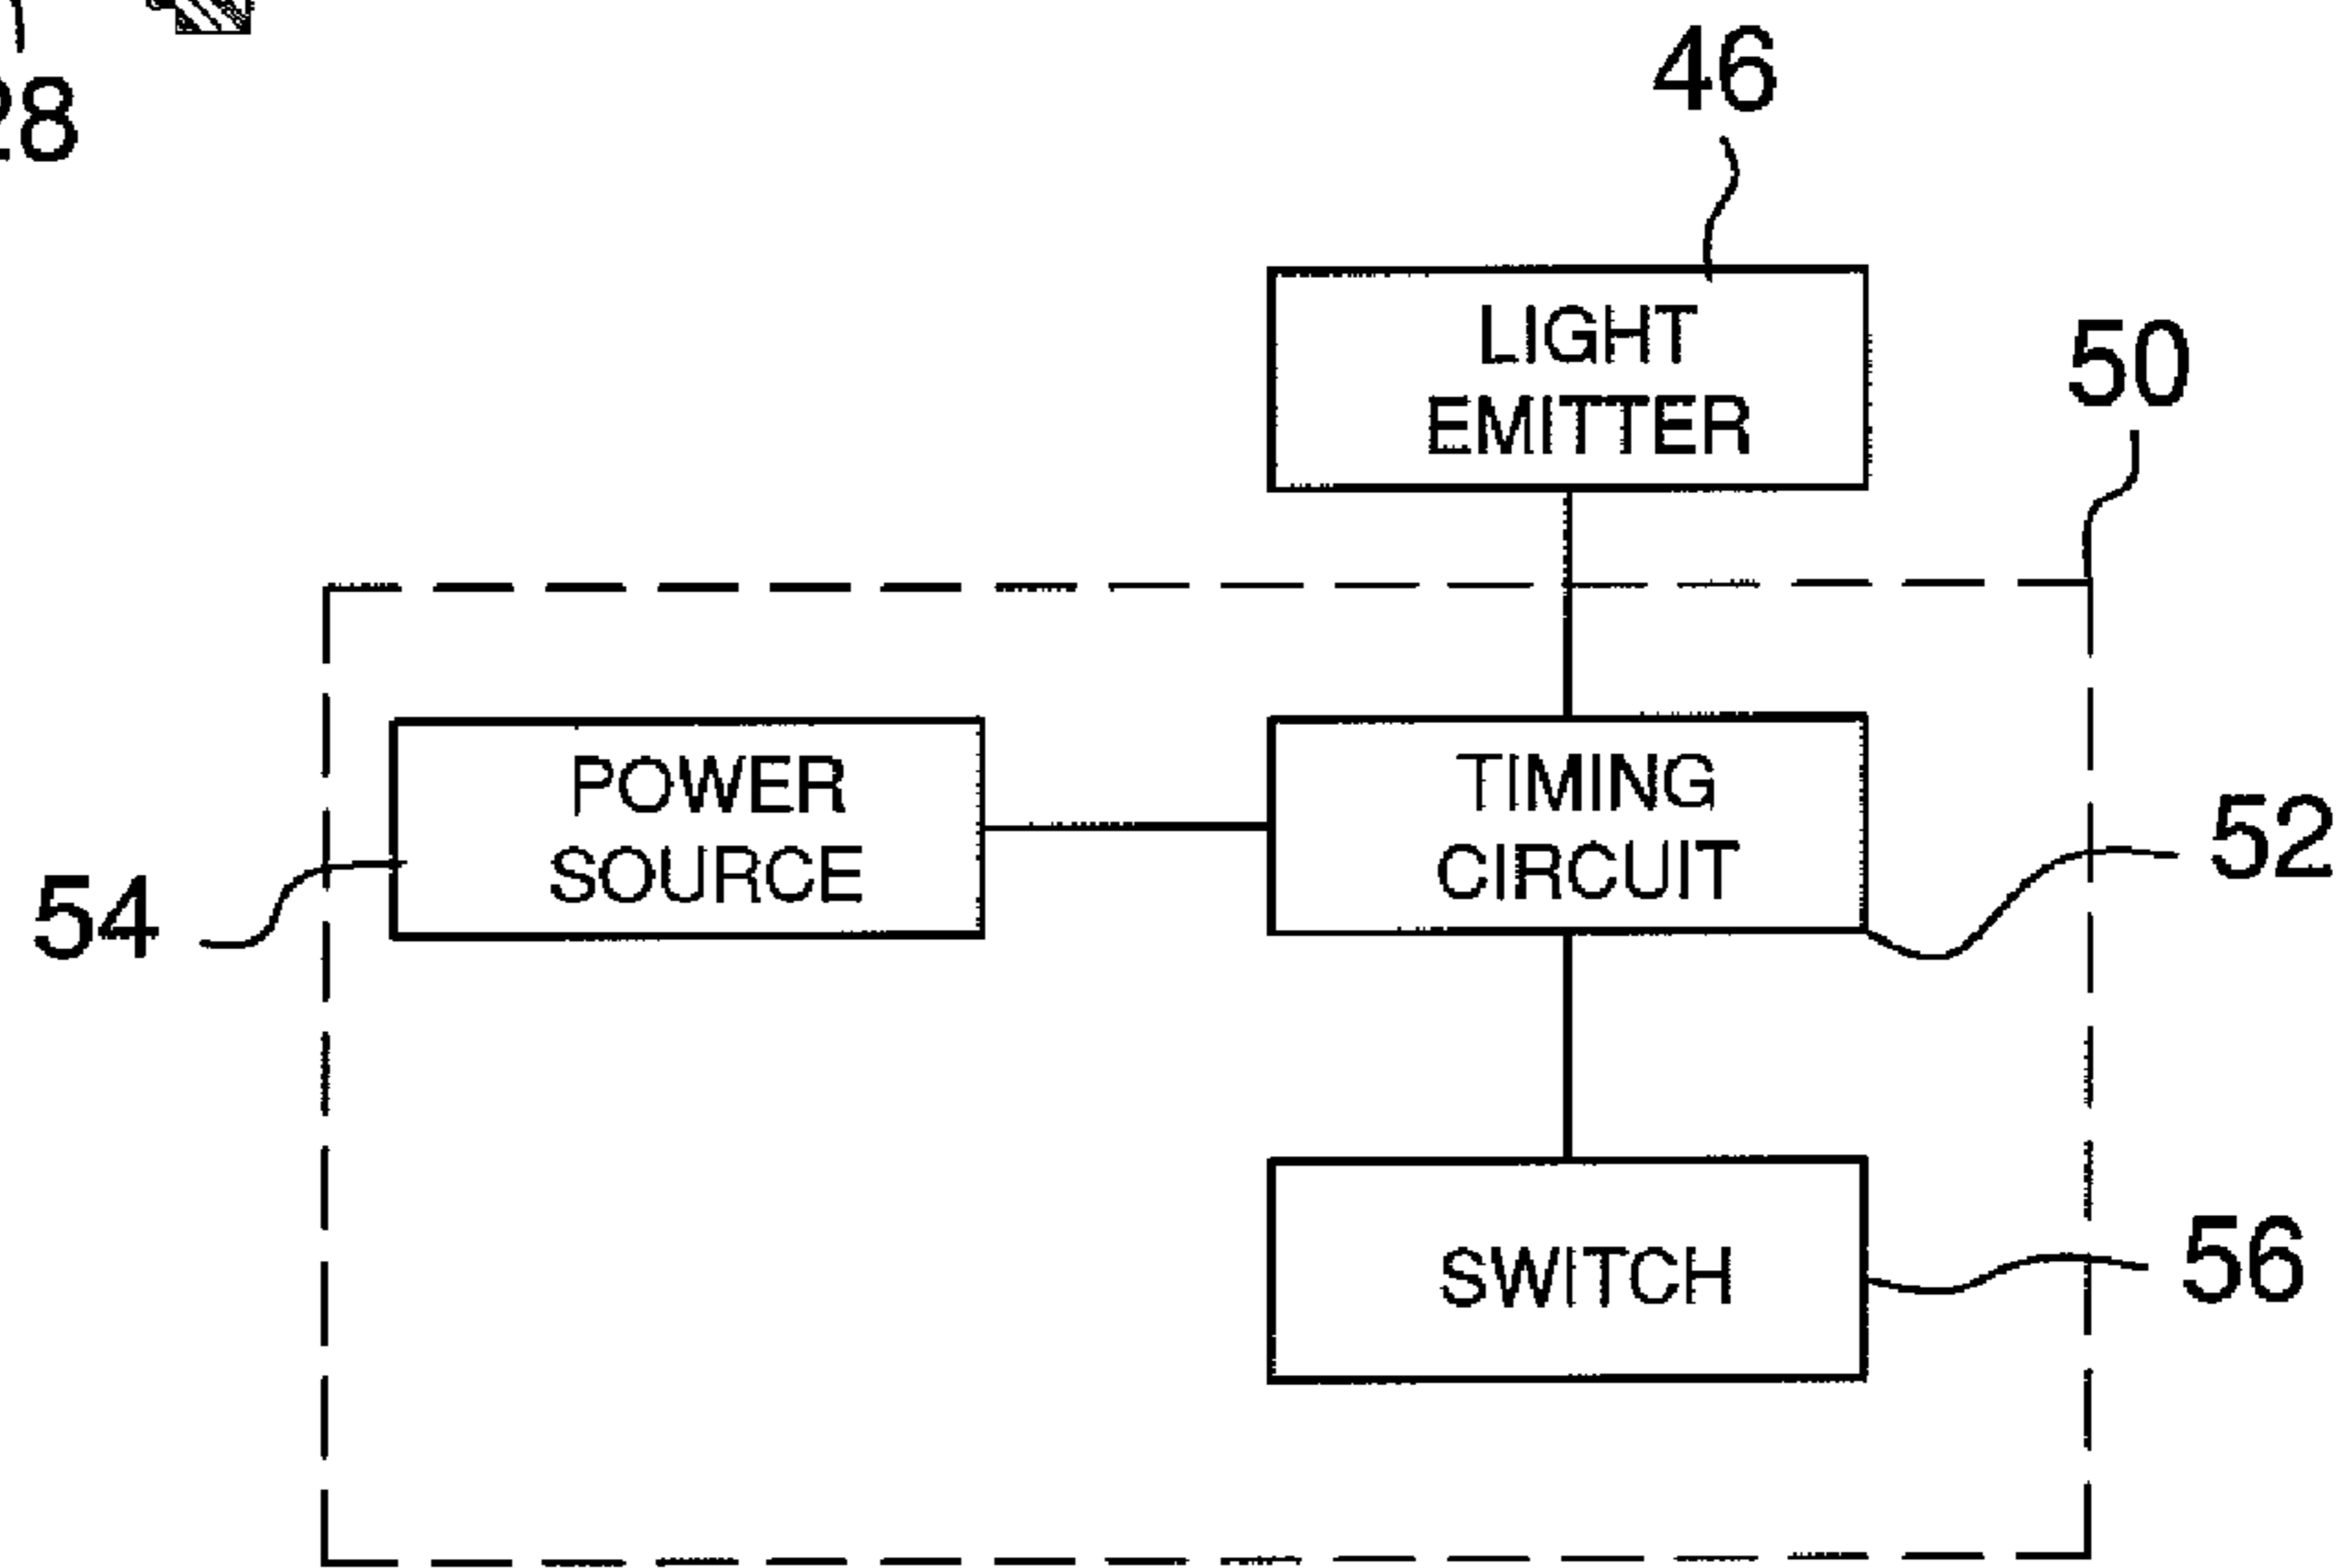 28
46
LIGHT
EMITTER
50
POWER
SOURCE
TIMING
CIRCUIT
52
54
SWITCH
56